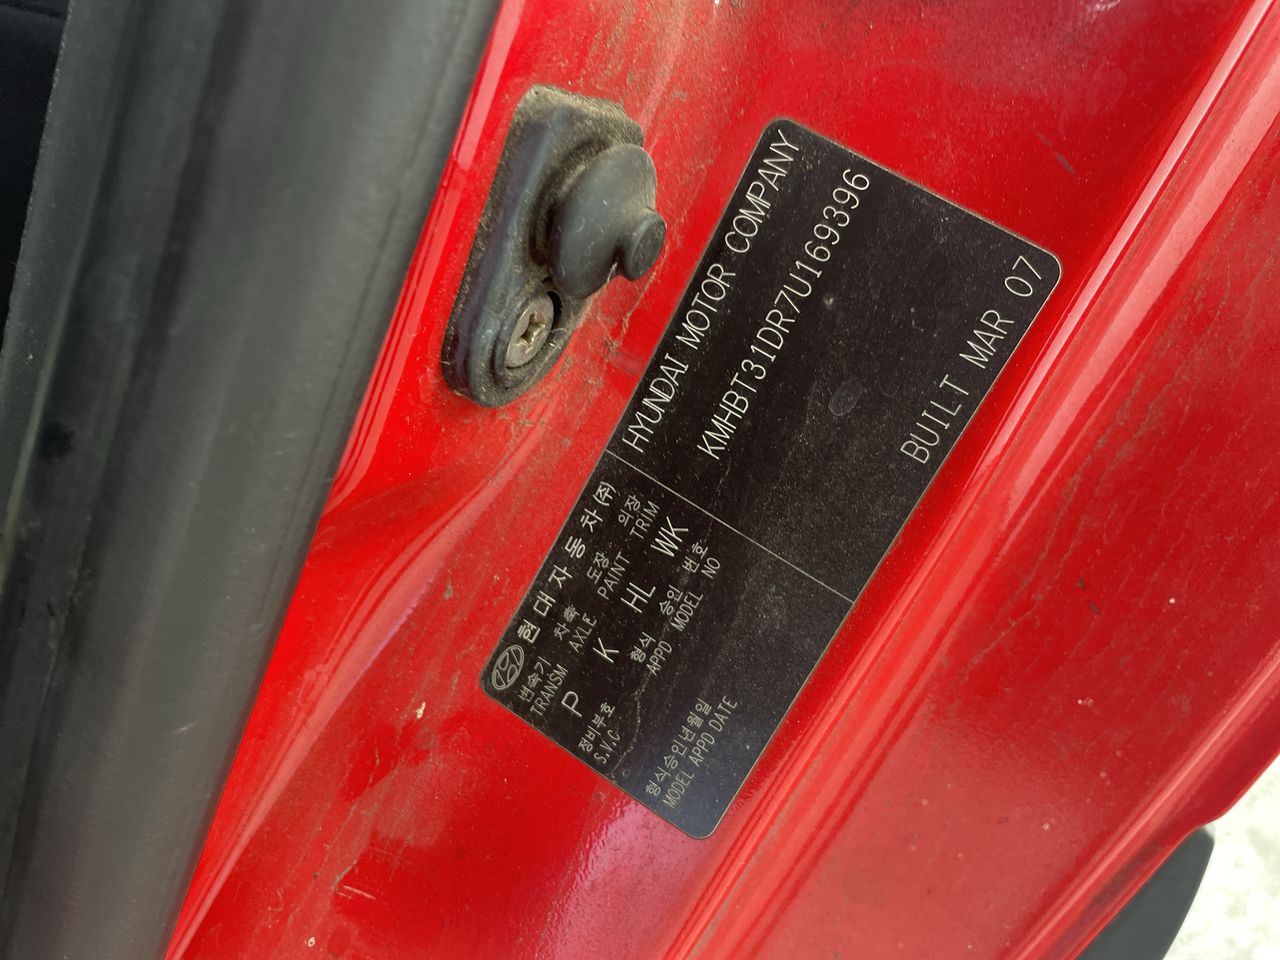 현대자동차(주) HYUNDAI MOTOR COMPANY
변속기 차축 도장 의장
TRANSM AXLE PAINT TRIM
KMHBT31DR7U169396
P K HL WK
정비부호 형식 승인 번호
S.V.C APPD MODEL NO
형식승인년월일
MODEL APPD DATE
BUILT MAR 07